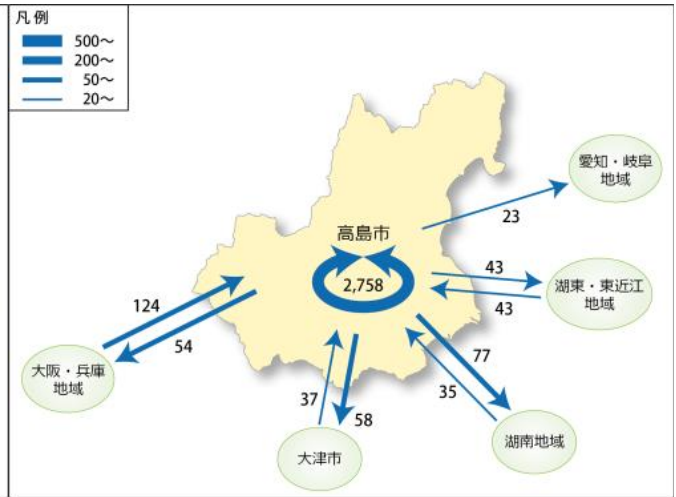 凡例
500～
200～
50～
20～
愛知・岐阜
地域
23
高島市
2,758
43
43
湖東・東近江
地域
124
54
大阪・兵庫
地域
77
35
37
58
湖南地域
大津市